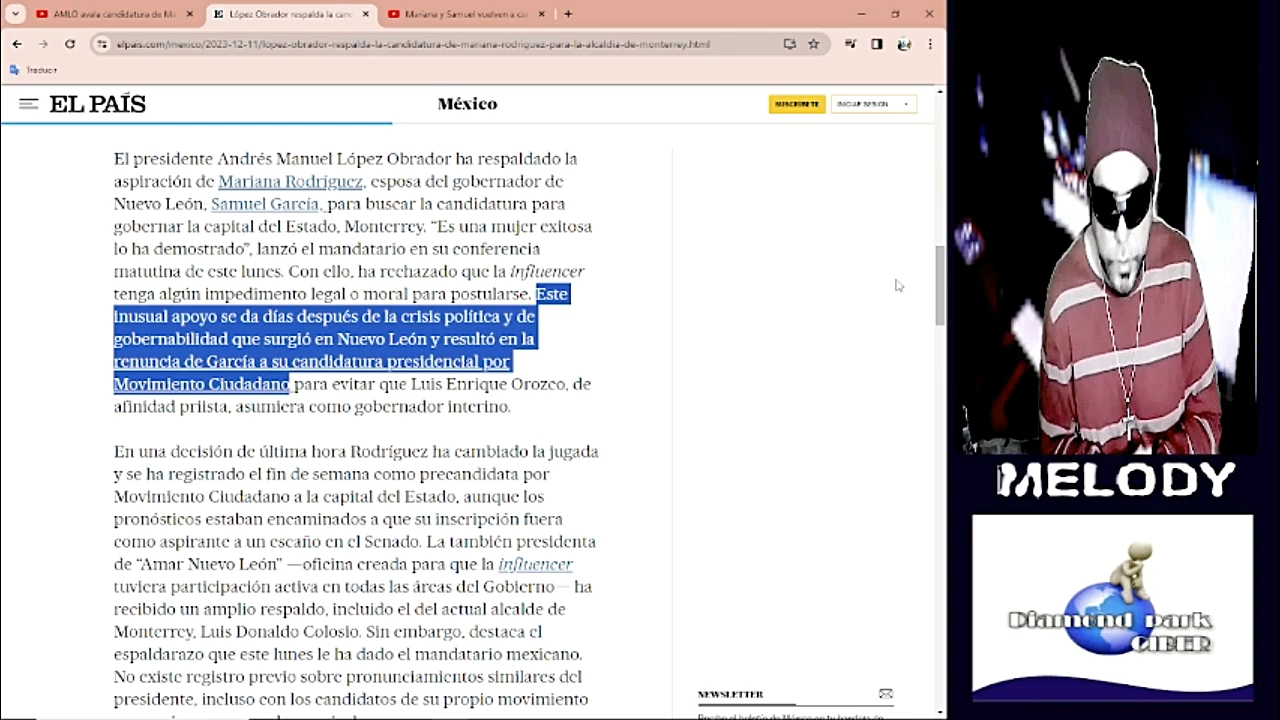 AMLO avala candidatura de Ma
López Obrador respalda la canc
Mariana y Samuel vuelven a ca
elpais.com/mexico/2023-12-11/lopez-obrador-respalda-la-candidatura-de-mariana-rodriguez-para-la-alcaldia-de-monterrey.html
Traducir
EL PAÍS
México
SUSCRÍBETE
INICIAR SESIÓN
El presidente Andrés Manuel López Obrador ha respaldado la
aspiración de Mariana Rodríguez, esposa del gobernador de
Nuevo León, Samuel García, para buscar la candidatura para
gobernar la capital del Estado, Monterrey. “Es una mujer exitosa
lo ha demostrado”, lanzó el mandatario en su conferencia
matutina de este lunes. Con ello, ha rechazado que la influencer
tenga algún impedimento legal o moral para postularse. Este
inusual apoyo se da días después de la crisis política y de
gobernabilidad que surgió en Nuevo León y resultó en la
renuncia de García a su candidatura presidencial por
Movimiento Ciudadano para evitar que Luis Enrique Orozco, de
afinidad priista, asumiera como gobernador interino.
En una decisión de última hora Rodríguez ha cambiado la jugada
y se ha registrado el fin de semana como precandidata por
Movimiento Ciudadano a la capital del Estado, aunque los
pronósticos estaban encaminados a que su inscripción fuera
como aspirante a un escaño en el Senado. La también presidenta
de “Amar Nuevo León” —oficina creada para que la influencer
tuviera participación activa en todas las áreas del Gobierno— ha
recibido un amplio respaldo, incluido el del actual alcalde de
Monterrey, Luis Donaldo Colosio. Sin embargo, destaca el
espaldarazo que este lunes le ha dado el mandatario mexicano.
No existe registro previo sobre pronunciamientos similares del
presidente, incluso con los candidatos de su propio movimiento
NEWSLETTER
MELODY
Diamond park
CIBER